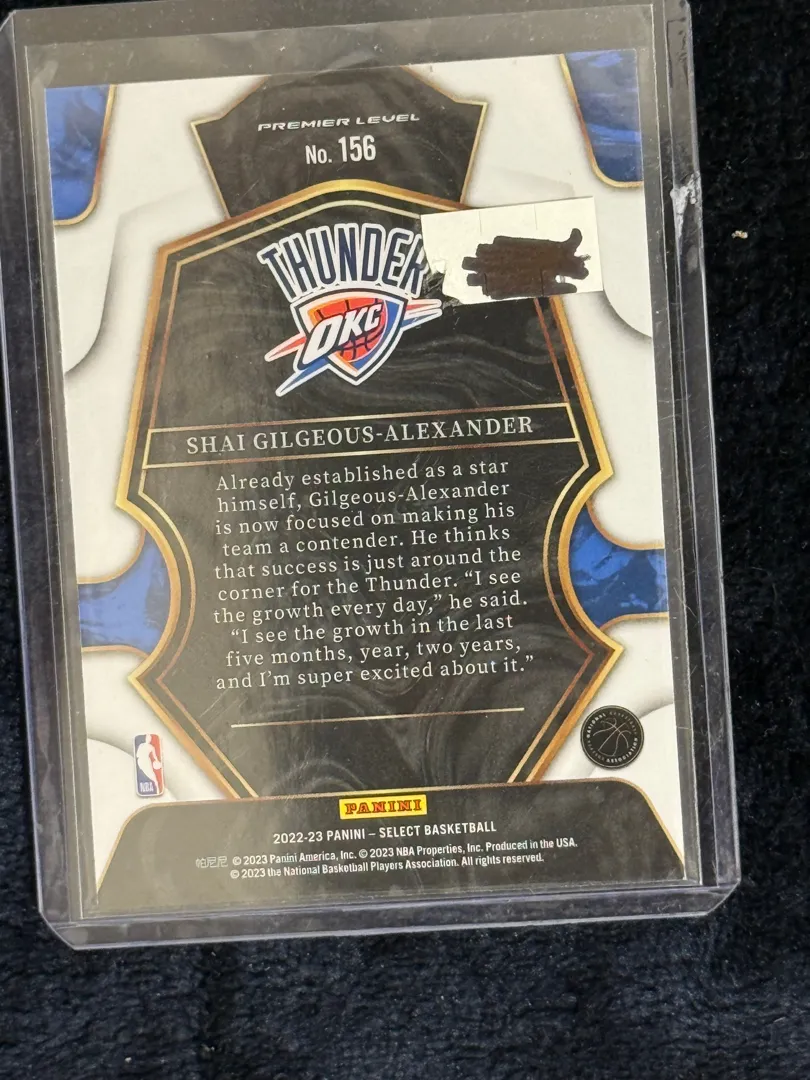 PREMIER LEVEL
No. 156
THUNDER
OKC
SHAI GILGEOUS-ALEXANDER
Already established as a star
himself, Gilgeous-Alexander
is now focused on making his
team a contender. He thinks
that success is just around the
corner for the Thunder. “I see
the growth every day,” he said.
“I see the growth in the last
five months, year, two years,
and I’m super excited about it.”
NBA
NATIONAL BASKETBALL PLAYERS ASSOCIATION
PANINI
2022-23 PANINI – SELECT BASKETBALL
帕尼尼 © 2023 Panini America, Inc. © 2023 NBA Properties, Inc. Produced in the USA.
© 2023 the National Basketball Players Association. All rights reserved.